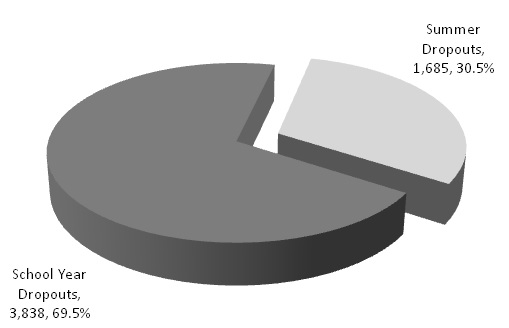 Summer
Dropouts,
1,685, 30.5%
School Year
Dropouts,
3,838, 69.5%